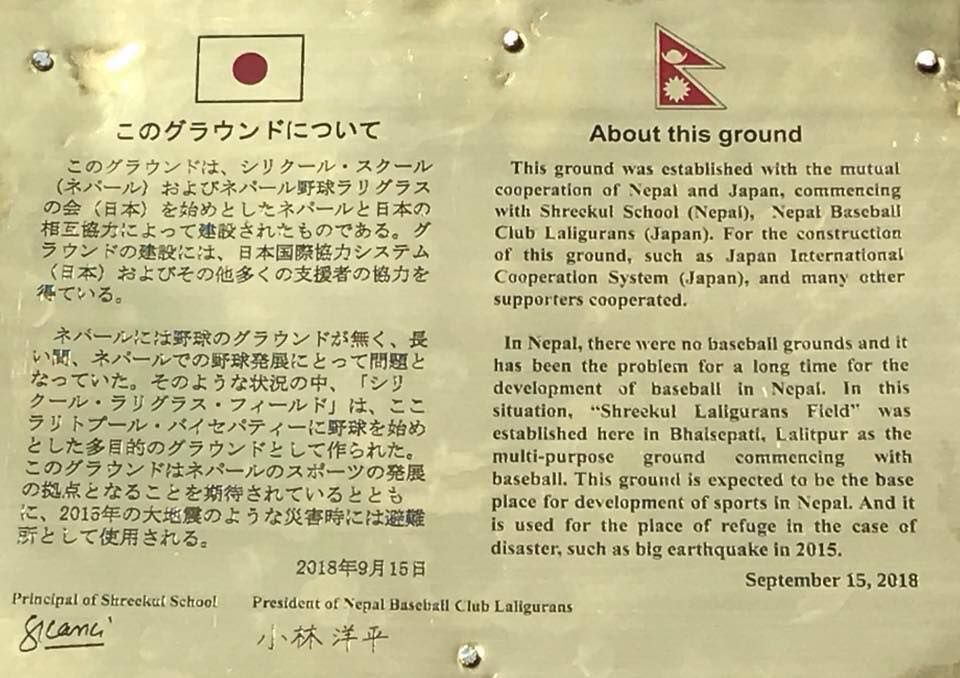 このグラウンドについて
このグラウンドは、シリクール・スクール
(ネパール)およびネパール野球ラリグラス
の会(日本)を始めとしたネパールと日本の
相互協力によって建設されたものである。グ
ラウンドの建設には、日本国際協力システム
(日本)およびその他多くの支援者の協力を
得ている。
ネパールには野球のグラウンドが無く、長
い間、ネパールでの野球発展にとって問題と
なっていた。そのような状況の中、「シリ
クール・ラリグラス・フィールド」は、ここ
ラリトプール・バイセパティーに野球を始め
とした多目的のグラウンドとして作られた。
このグラウンドはネパールのスポーツの発展
の拠点となることを期待されているととも
に、2015年の大地震のような災害時には避難
所として使用される。
2018年9月15日
About this ground
This ground was established with the mutual
cooperation of Nepal and Japan, commencing
with Shreekul School (Nepal), Nepal Baseball
Club Laligurans (Japan). For the construction
of this ground, such as Japan International
Cooperation System (Japan), and many other
supporters cooperated.
In Nepal, there were no baseball grounds and it
has been the problem for a long time for the
development of baseball in Nepal. In this
situation, “Shreekul Laligurans Field” was
established here in Bhaisepati, Lalitpur as the
multi-purpose ground commencing with
baseball. This ground is expected to be the base
place for development of sports in Nepal. And it
is used for the place of refuge in the case of
disaster, such as big earthquake in 2015.
September 15, 2018
Principal of Shreekul School
President of Nepal Baseball Club Laligurans
小林洋平